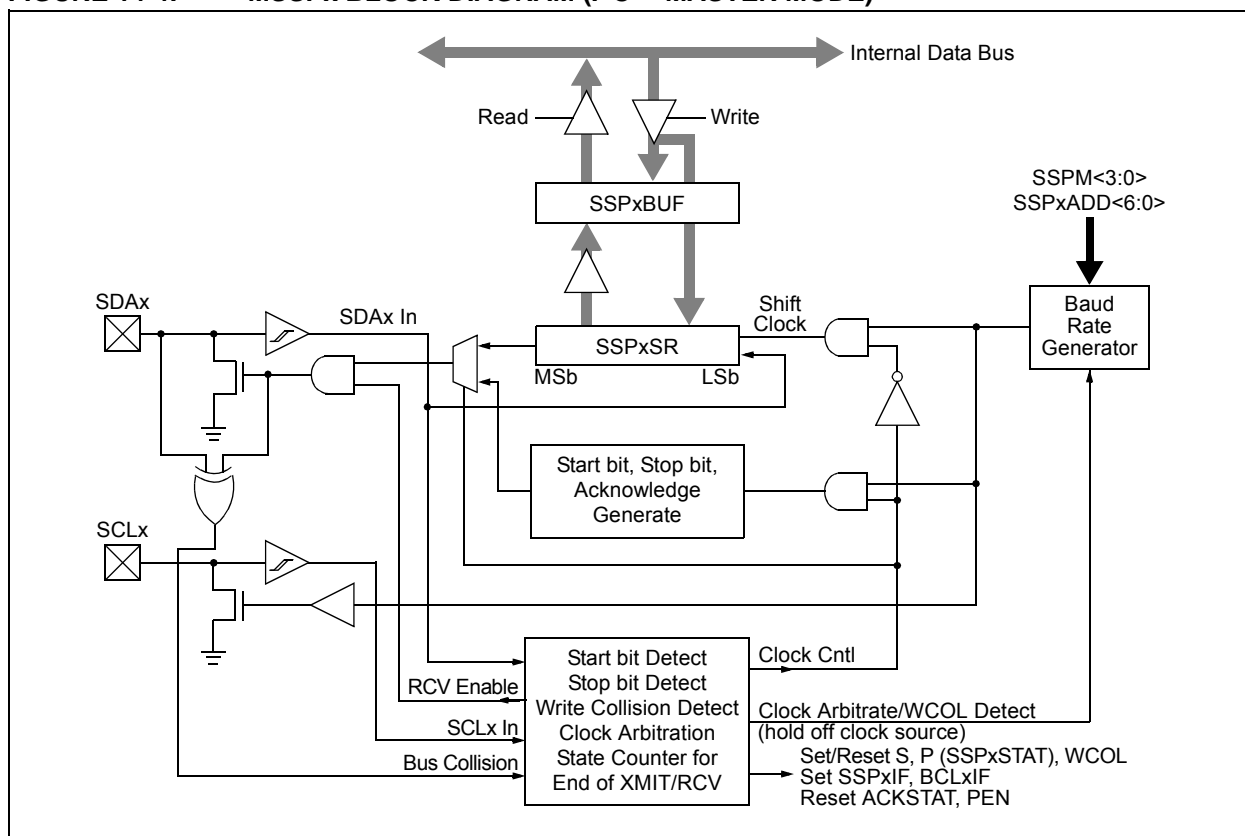 Internal Data Bus
Read
Write
SSPxBUF
SSPM<3:0>
SSPxADD<6:0>
Baud
Rate
Generator
SDAx
SDAx In
Shift
Clock
SSPxSR
MSb
LSb
Start bit, Stop bit,
Acknowledge
Generate
SCLx
Start bit Detect
Stop bit Detect
Write Collision Detect
Clock Arbitration
State Counter for
End of XMIT/RCV
RCV Enable
SCLx In
Bus Collision
Clock Cntl
Clock Arbitrate/WCOL Detect
(hold off clock source)
Set/Reset S, P (SSPxSTAT), WCOL
Set SSPxIF, BCLxIF
Reset ACKSTAT, PEN